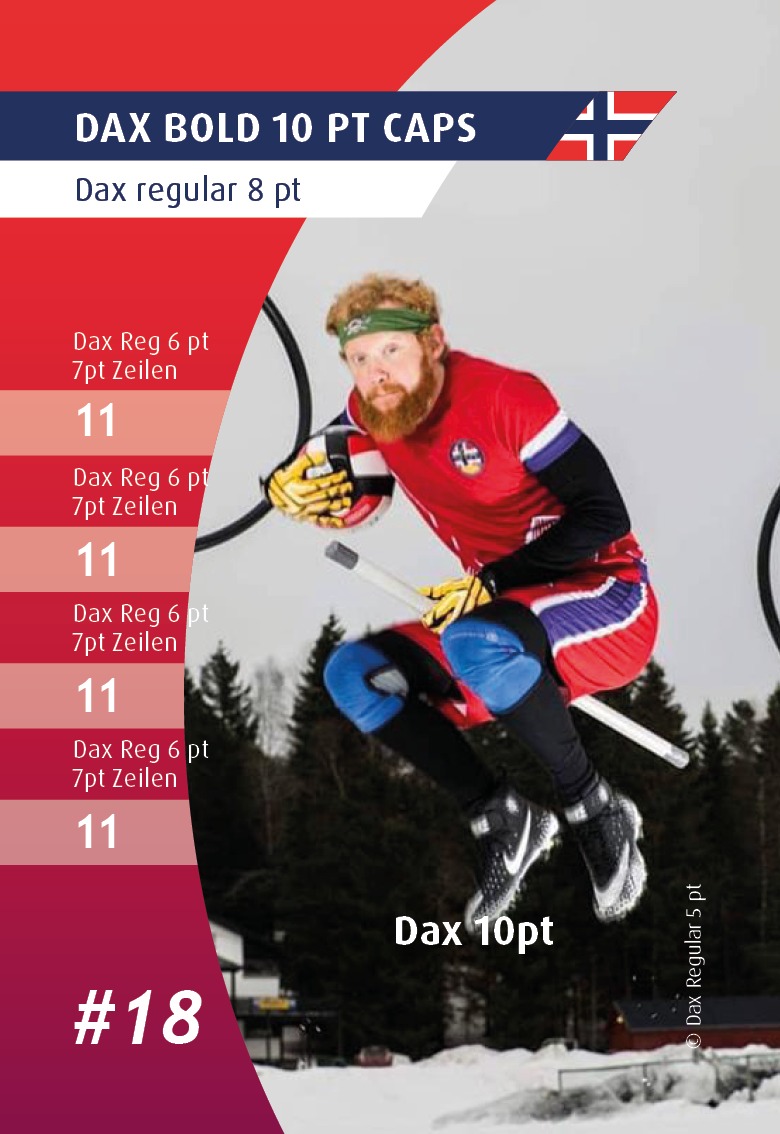 DAX BOLD 10 PT CAPS
Dax regular 8 pt
Dax Reg 6 pt
7pt Zeilen
11
Dax Reg 6 pt
7pt Zeilen
11
Dax Reg 6 pt
7pt Zeilen
11
Dax Reg 6 pt
7pt Zeilen
11
Dax 10pt
© Dax Regular 5 pt
#18